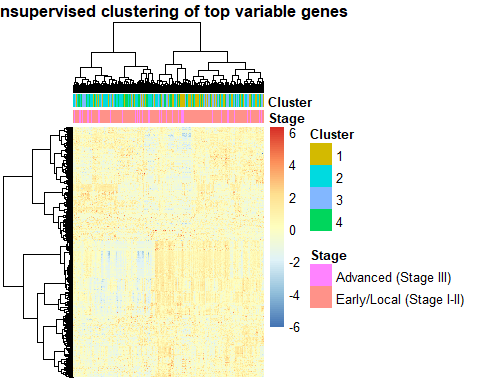 nsupervised clustering of top variable genes
Cluster
Stage
6
4
2
0
-2
-4
-6
Cluster
1
2
3
4
Stage
Advanced (Stage III)
Early/Local (Stage I-II)